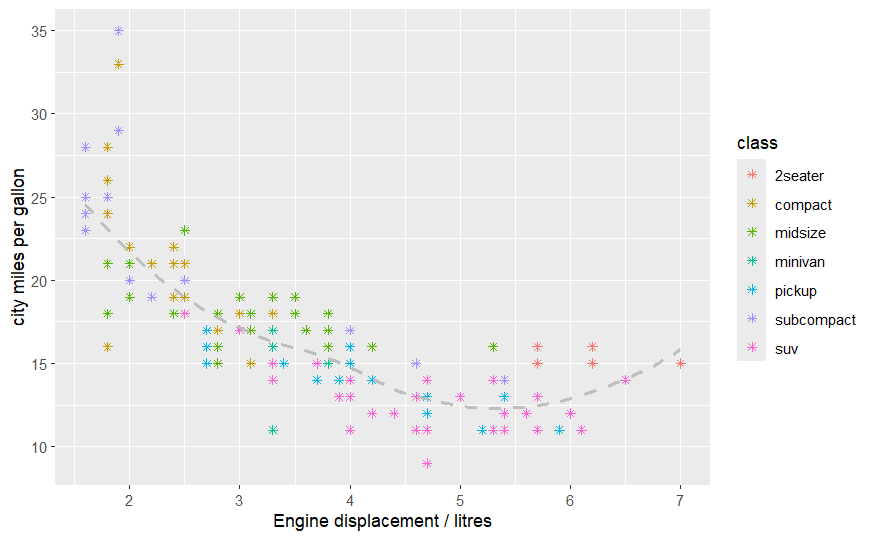 35
30
25
20
15
10
city miles per gallon
2 3 4 5 6 7
Engine displacement / litres
class
2seater
compact
midsize
minivan
pickup
subcompact
suv